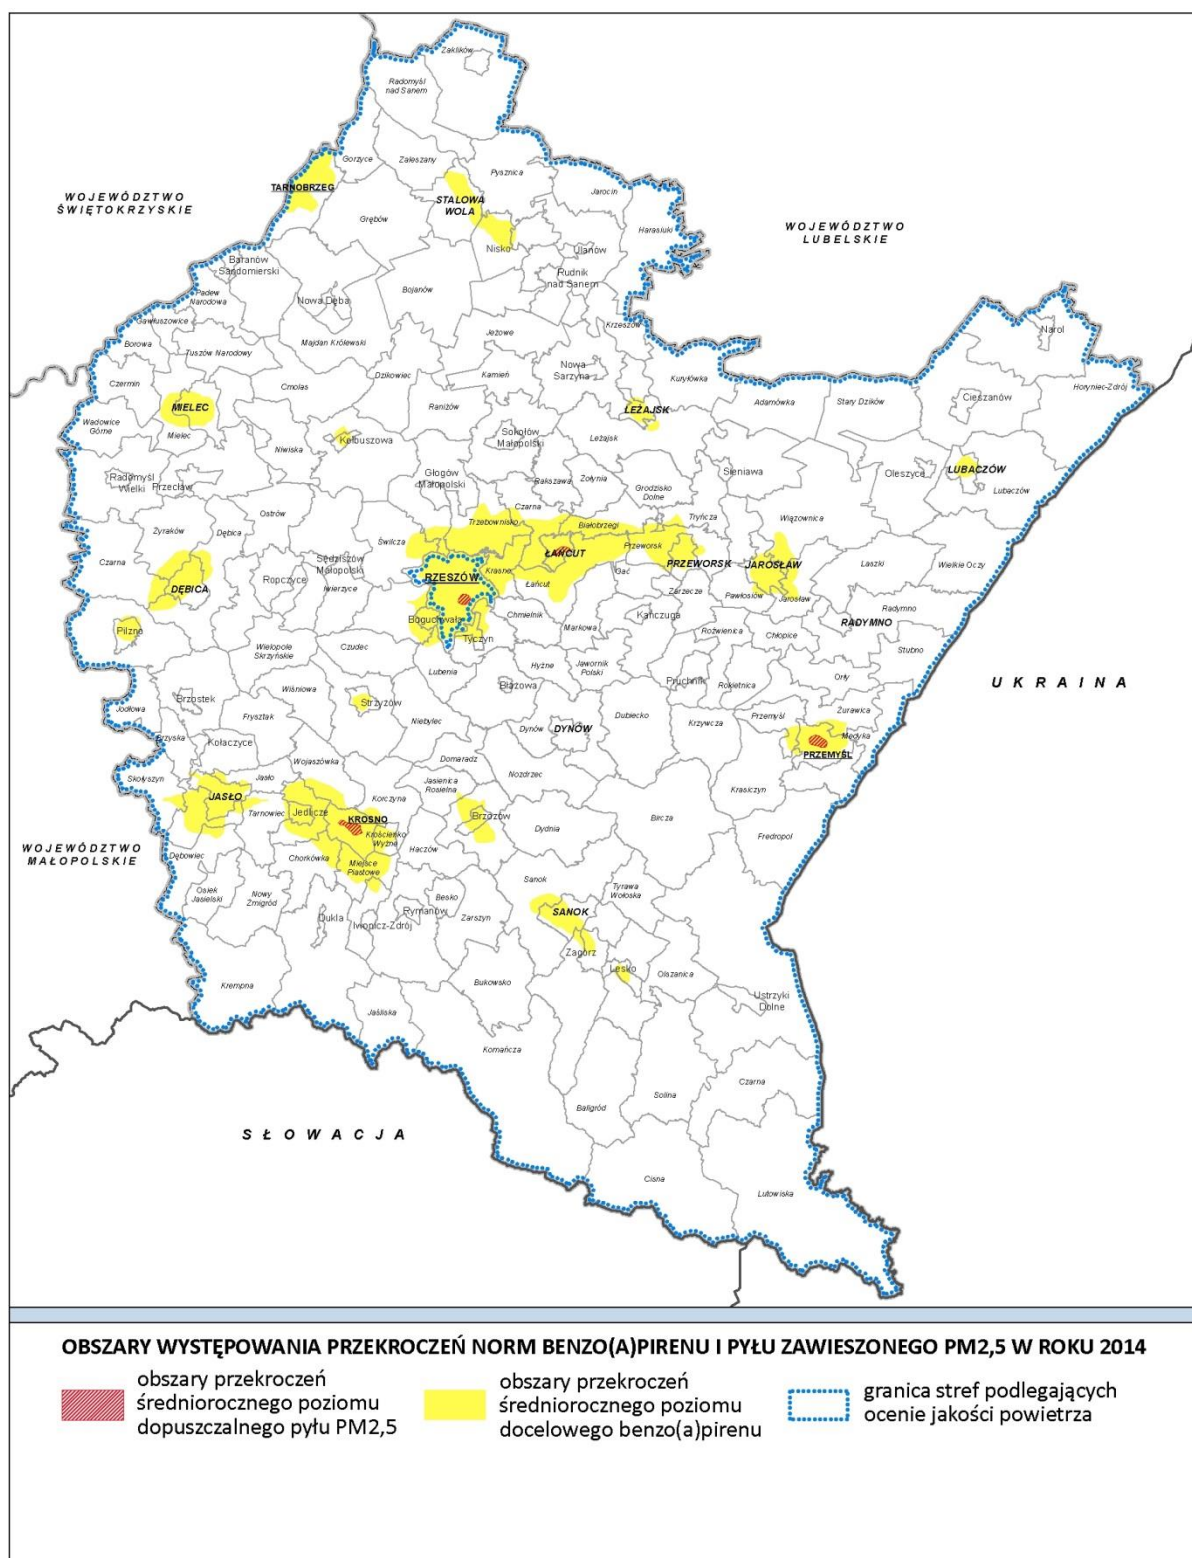 Zaklików
Radomyśl
nad Sanem
Gorzyce
Zaleszany
Pysznica
Jarocin
TARNOBRZEG
WOJEWÓDZTWO
ŚWIĘTOKRZYSKIE
STALOWA
WOLA
Grębów
Harasiuki
WOJEWÓDZTWO
LUBELSKIE
Nisko
Ulanów
Baranów
Sandomierski
Rudnik
nad Sanem
Bojanów
Padew
Narodowa
Nowa Dęba
Gawłuszowice
Krzeszów
Narol
Borowa
Majdan Królewski
Jeżowe
Tuszów Narodowy
Nowa
Sarzyna
Dzikowiec
Kamień
Kuryłówka
Czermin
Cmolas
Horyniec-Zdrój
Adamówka
Stary Dzików
Cieszanów
MIELEC
Raniżów
LEŻAJSK
Wadowice
Górne
Mielec
Kolbuszowa
Sokołów
Małopolski
Leżajsk
Niwiska
Sieniawa
Oleszyce
LUBACZÓW
Radomyśl
Wielki
Przecław
Głogów
Małopolski
Rakszawa
Żołynia
Grodzisko
Dolne
Lubaczów
Ostrów
Czarna
Żyraków
Dębica
Trzebownisko
Białobrzegi
Tryńcza
Wiązownica
Świlcza
Przeworsk
Czarna
Sędziszów
Małopolski
ŁAŃCUT
PRZEWORSK
JAROSŁAW
Laszki
Wielkie Oczy
Krasne
RZESZÓW
Ropczyce
Iwierzyce
Łańcut
Gać
Zarzecze
Pawłosiów
Jarosław
DĘBICA
Radymno
Boguchwała
Chmielnik
Markowa
Kańczuga
RADYMNO
Pilzno
Tyczyn
Roźwienica
Chłopice
Wielopole
Skrzyńskie
Czudec
Stubno
Lubenia
Hyżne
Jawornik
Polski
Pruchnik
Rokietnica
Orły
UKRAINA
Wiśniowa
Błażowa
Brzostek
Strzyżów
Jodłowa
Frysztak
Niebylec
Dynów
DYNÓW
Dubiecko
Krzywcza
Przemyśl
Żurawica
Brzyska
Kołaczyce
Medyka
PRZEMYŚL
Domaradz
Wojaszówka
Skołyszyn
Jasło
Nozdrzec
Jasienica
Rosielna
Krasiczyn
JASŁO
Korczyna
Tarnowiec
Jedlicze
KROSNO
Brzozów
Bircza
WOJEWÓDZTWO
MAŁOPOLSKIE
Krościenko
Wyżne
Dydnia
Fredropol
Dębowiec
Chorkówka
Haczów
Miejsce
Piastowe
Sanok
Osiek
Jasielski
Nowy
Żmigród
Besko
Tyrawa
Wołoska
Dukla
Rymanów
Zarszyn
SANOK
Iwonicz-Zdrój
Zagórz
Lesko
Olszanica
Krempna
Bukowsko
Ustrzyki
Dolne
Jaśliska
Komańcza
Czarna
Solina
Baligród
SŁOWACJA
Cisna
Lutowiska
OBSZARY WYSTĘPOWANIA PRZEKROCZEŃ NORM BENZO(A)PIRENU I PYŁU ZAWIESZONEGO PM2,5 W ROKU 2014
obszary przekroczeń
średniorocznego poziomu
dopuszczalnego pyłu PM2,5
obszary przekroczeń
średniorocznego poziomu
docelowego benzo(a)pirenu
granica stref podlegających
ocenie jakości powietrza